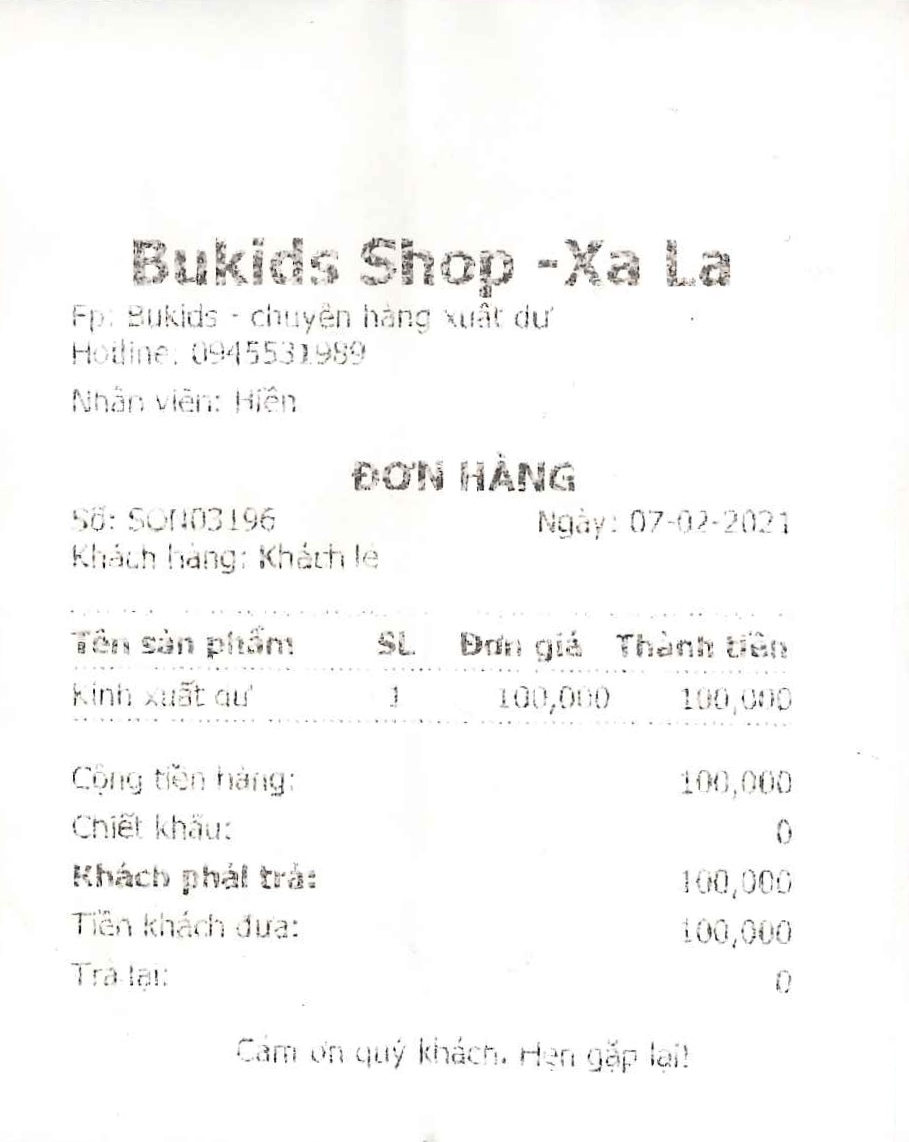 Bukids Shop -Xa La
Fp: Bukids - chuyên hàng xuất dư
Hotline: 0945531989
Nhân viên: Hiền
ĐƠN HÀNG
Số: SON03196 Ngày: 07-02-2021
Khách hàng: Khách lẻ
Tên sản phẩm SL Đơn giá Thành tiền
Kính xuất dư 1 100,000 100,000
Cộng tiền hàng: 100,000
Chiết khấu: 0
Khách phải trả: 100,000
Tiền khách đưa: 100,000
Trả lại: 0
Cảm ơn quý khách. Hẹn gặp lại!